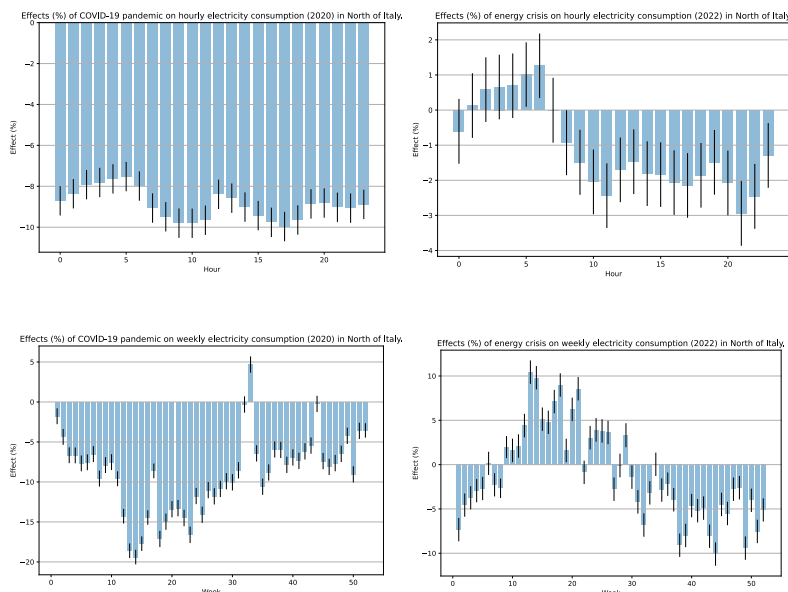 Effects (%) of COVID-19 pandemic on hourly electricity consumption (2020) in North of Italy.
0
−2
−4
−6
−8
−10
Effect (%)
0 5 10 15 20
Hour
Effects (%) of energy crisis on hourly electricity consumption (2022) in North of Italy
2
1
0
−1
−2
−3
−4
Effect (%)
0 5 10 15 20
Hour
Effects (%) of COVID-19 pandemic on weekly electricity consumption (2020) in North of Italy.
5
0
−5
−10
−15
−20
Effect (%)
0 10 20 30 40 50
Week
Effects (%) of energy crisis on weekly electricity consumption (2022) in North of Italy.
10
5
0
−5
−10
Effect (%)
0 10 20 30 40 50
Week